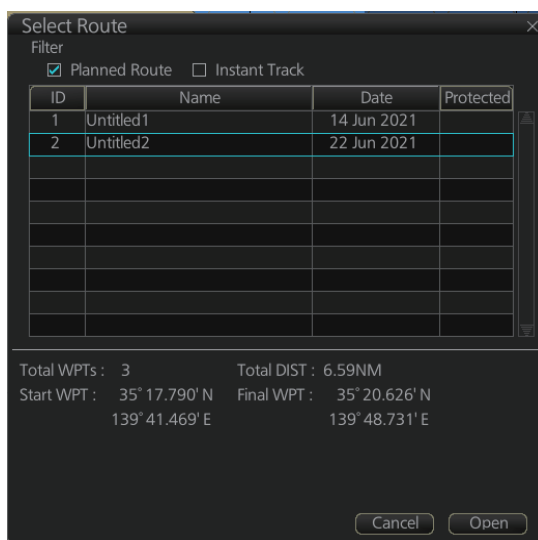 Select Route
Filter
Planned Route Instant Track
ID Name Date Protected
1 Untitled1 14 Jun 2021
2 Untitled2 22 Jun 2021
Total WPTs : 3 Total DIST : 6.59NM
Start WPT : 35° 17.790' N Final WPT : 35° 20.626' N
139° 41.469' E 139° 48.731' E
Cancel Open